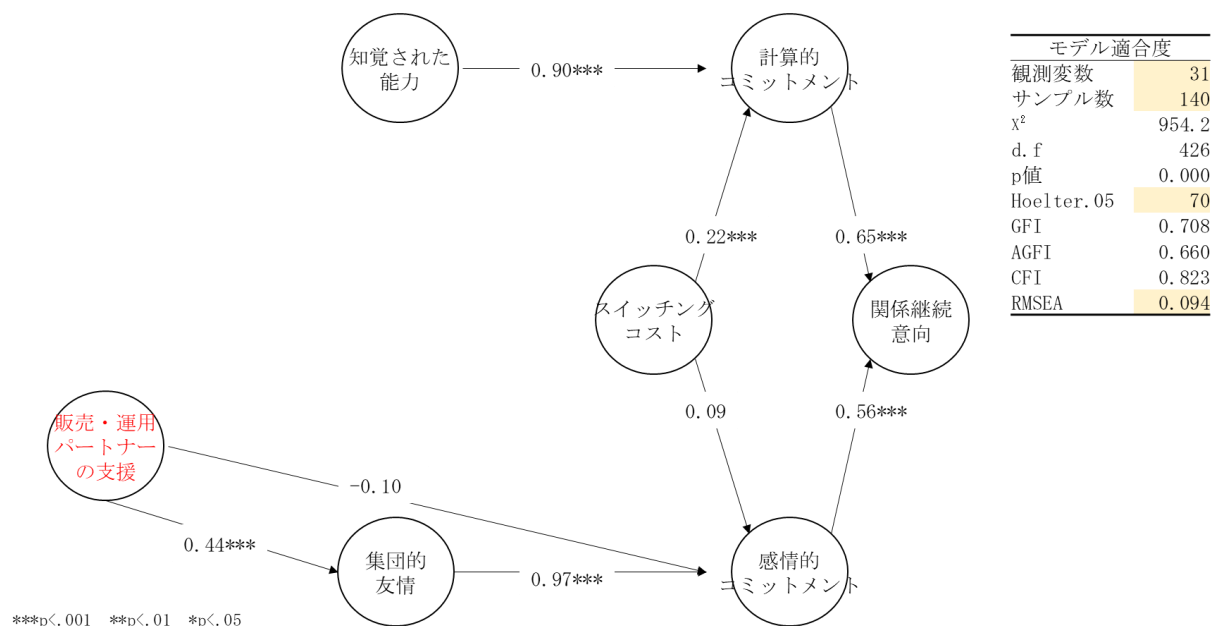 知覚された
能力
0.90***
計算的
コミットメント
モデル適合度
観測変数 31
サンプル数 140
X² 954.2
d.f 426
p値 0.000
Hoelter.05 70
GFI 0.708
AGFI 0.660
CFI 0.823
RMSEA 0.094
0.22***
0.65***
スイッチング
コスト
関係継続
意向
0.09
0.56***
販売・運用
パートナー
の支援
-0.10
0.44***
集団的
友情
0.97***
感情的
コミットメント
***p<.001 **p<.01 *p<.05